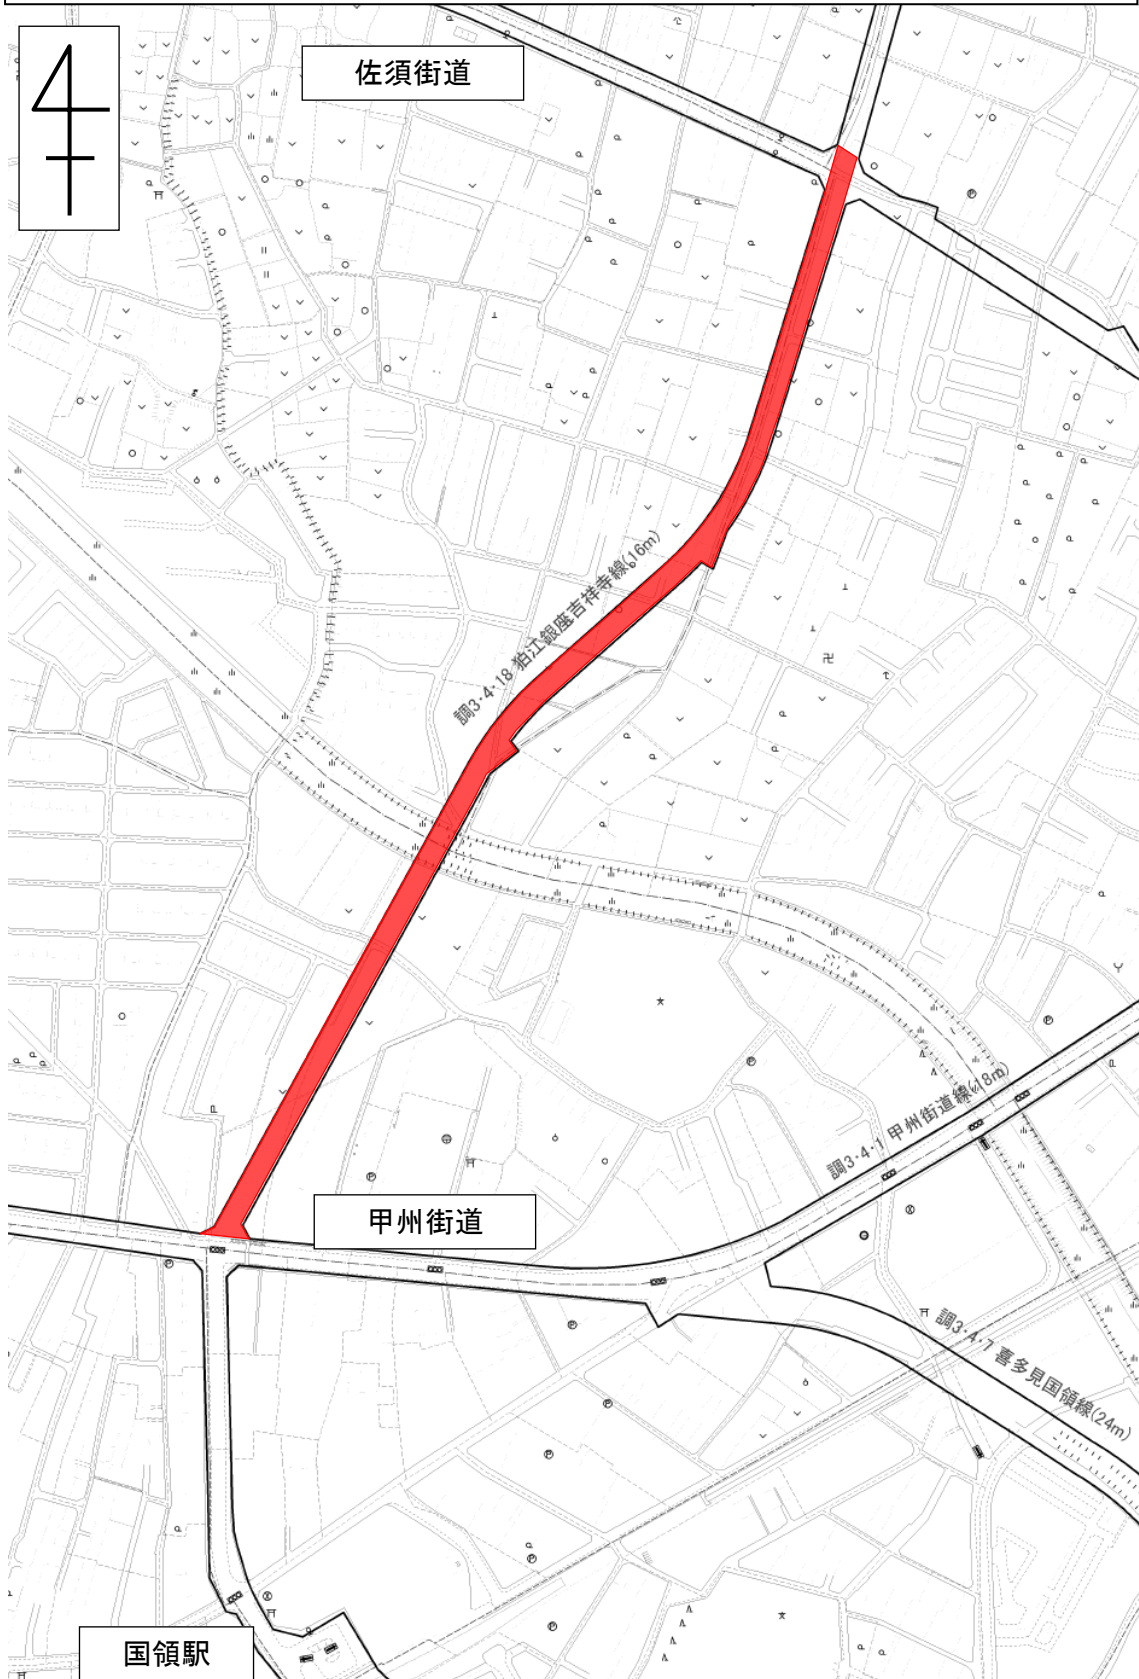 佐須街道
調3・4・18 狛江銀座吉祥寺線(16m)
調3・4・1 甲州街道線(18m)
甲州街道
調3・4・7 喜多見国領線(24m)
国領駅